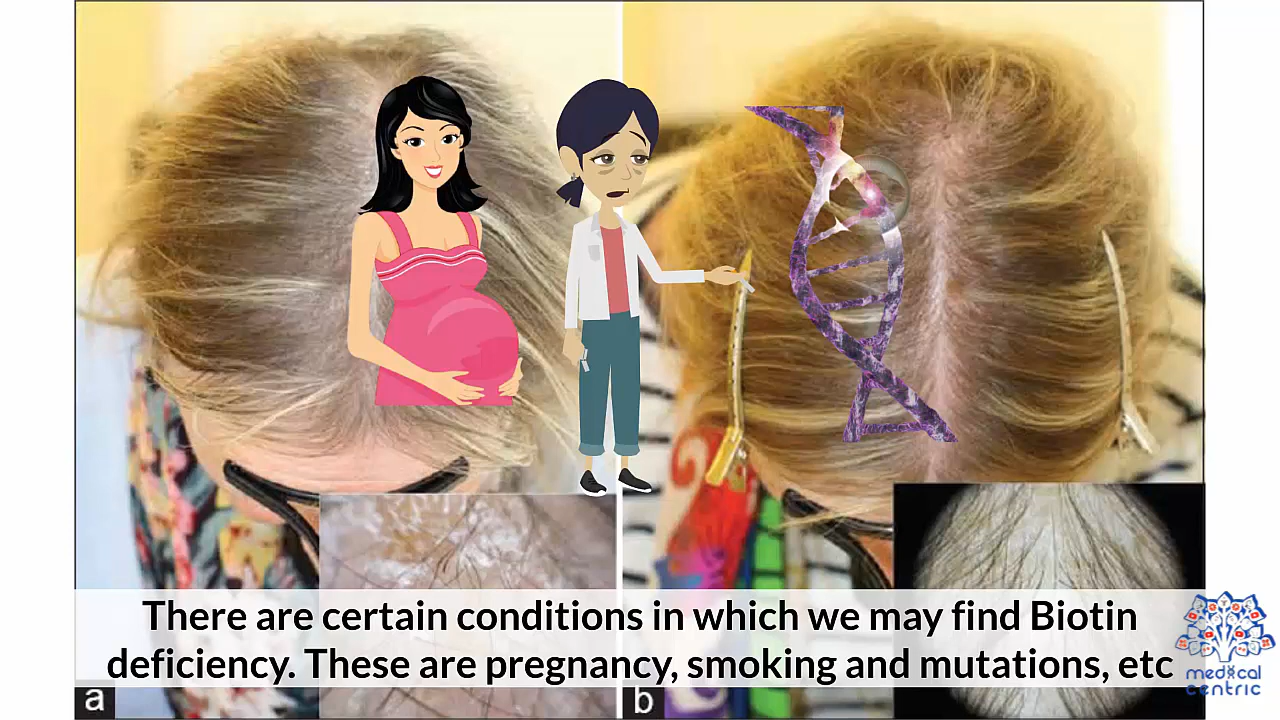 There are certain conditions in which we may find Biotin
deficiency. These are pregnancy, smoking and mutations, etc
a
b
medical
centric